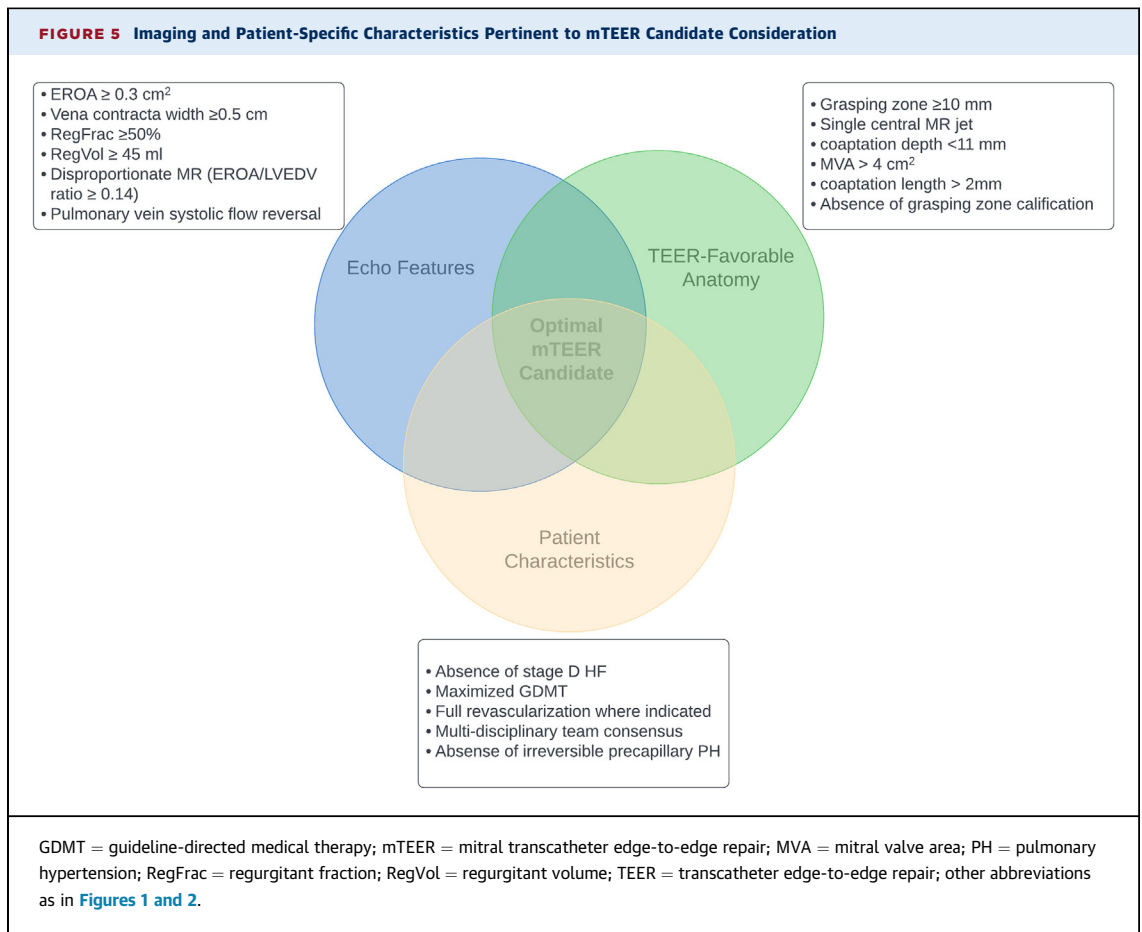 FIGURE 5 Imaging and Patient-Specific Characteristics Pertinent to mTEER Candidate Consideration
• EROA ≥ 0.3 cm²
• Vena contracta width ≥0.5 cm
• RegFrac ≥50%
• RegVol ≥ 45 ml
• Disproportionate MR (EROA/LVEDV
ratio ≥ 0.14)
• Pulmonary vein systolic flow reversal
• Grasping zone ≥10 mm
• Single central MR jet
• coaptation depth <11 mm
• MVA > 4 cm²
• coaptation length > 2mm
• Absence of grasping zone calification
Echo Features
TEER-Favorable
Anatomy
Optimal
mTEER
Candidate
Patient
Characteristics
• Absence of stage D HF
• Maximized GDMT
• Full revascularization where indicated
• Multi-disciplinary team consensus
• Absense of irreversible precapillary PH
GDMT = guideline-directed medical therapy; mTEER = mitral transcatheter edge-to-edge repair; MVA = mitral valve area; PH = pulmonary
hypertension; RegFrac = regurgitant fraction; RegVol = regurgitant volume; TEER = transcatheter edge-to-edge repair; other abbreviations
as in Figures 1 and 2.